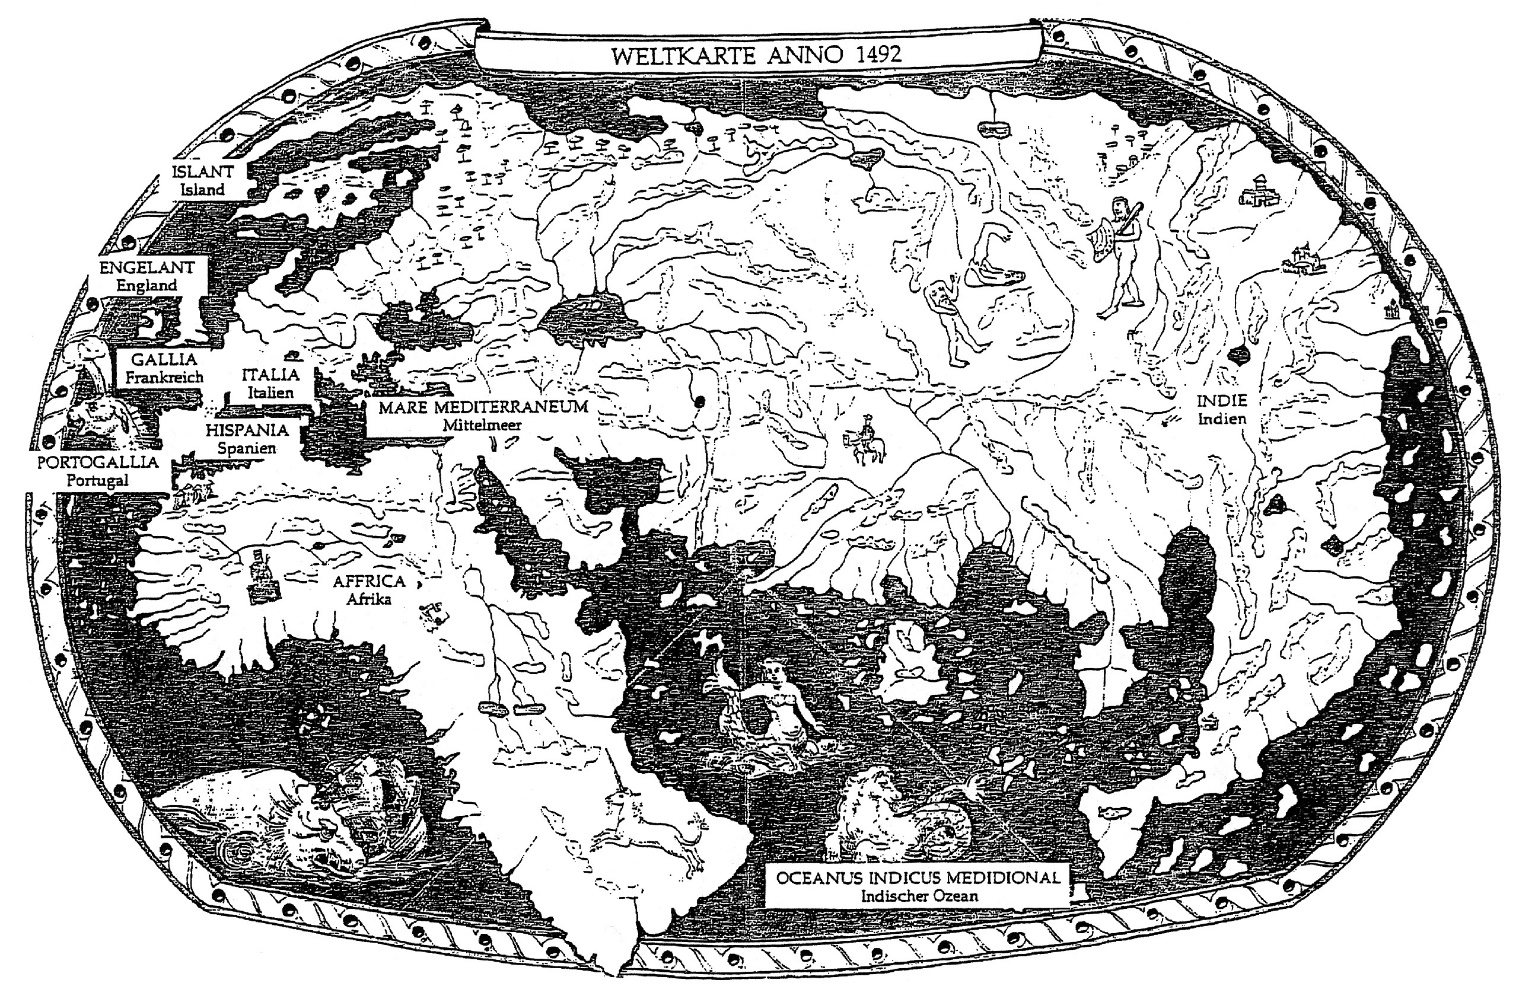 WELTKARTE ANNO 1492
ISLANT
Island
ENGELANT
England
GALLIA
Frankreich
ITALIA
Italien
MARE MEDITERRANEUM
Mittelmeer
HISPANIA
Spanien
PORTOGALLIA
Portugal
INDIE
Indien
AFFRICA
Afrika
OCEANUS INDICUS MEDIDIONAL
Indischer Ozean